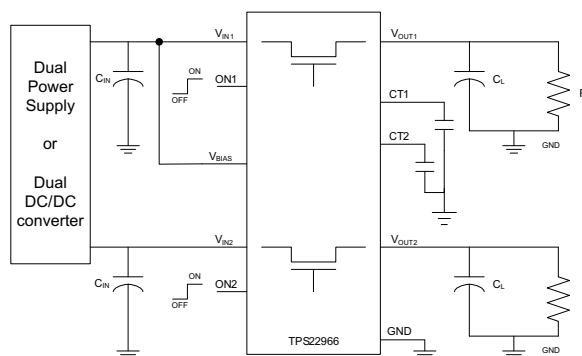 Dual
Power
Supply
or
Dual
DC/DC
converter
VIN1
CIN
ON
OFF
ON1
VBIAS
VIN2
CIN
ON
OFF
ON2
TPS22966
VOUT1
CL
CT1
CT2
GND
VOUT2
CL
GND
GND